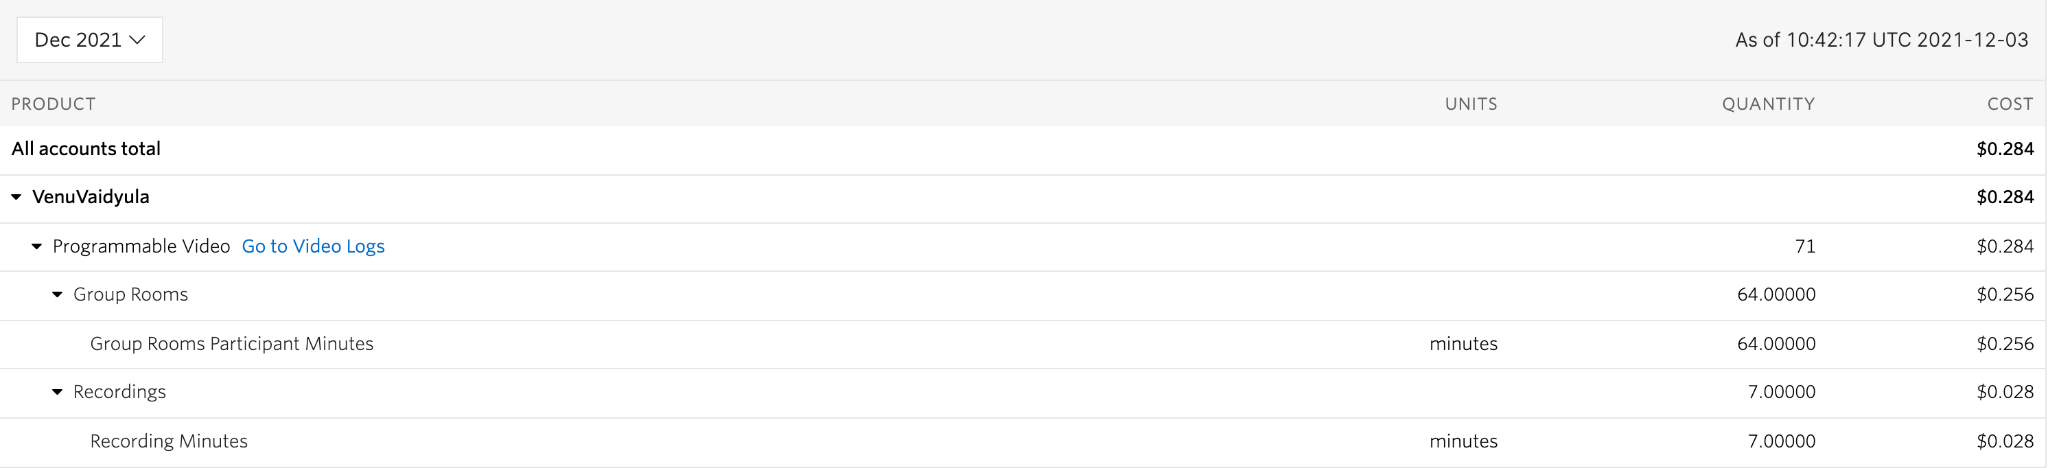 Dec 2021 As of 10:42:17 UTC 2021-12-03
PRODUCT UNITS QUANTITY COST
All accounts total $0.284
VenuVaidyula $0.284
Programmable Video Go to Video Logs 71 $0.284
Group Rooms 64.00000 $0.256
Group Rooms Participant Minutes minutes 64.00000 $0.256
Recordings 7.00000 $0.028
Recording Minutes minutes 7.00000 $0.028